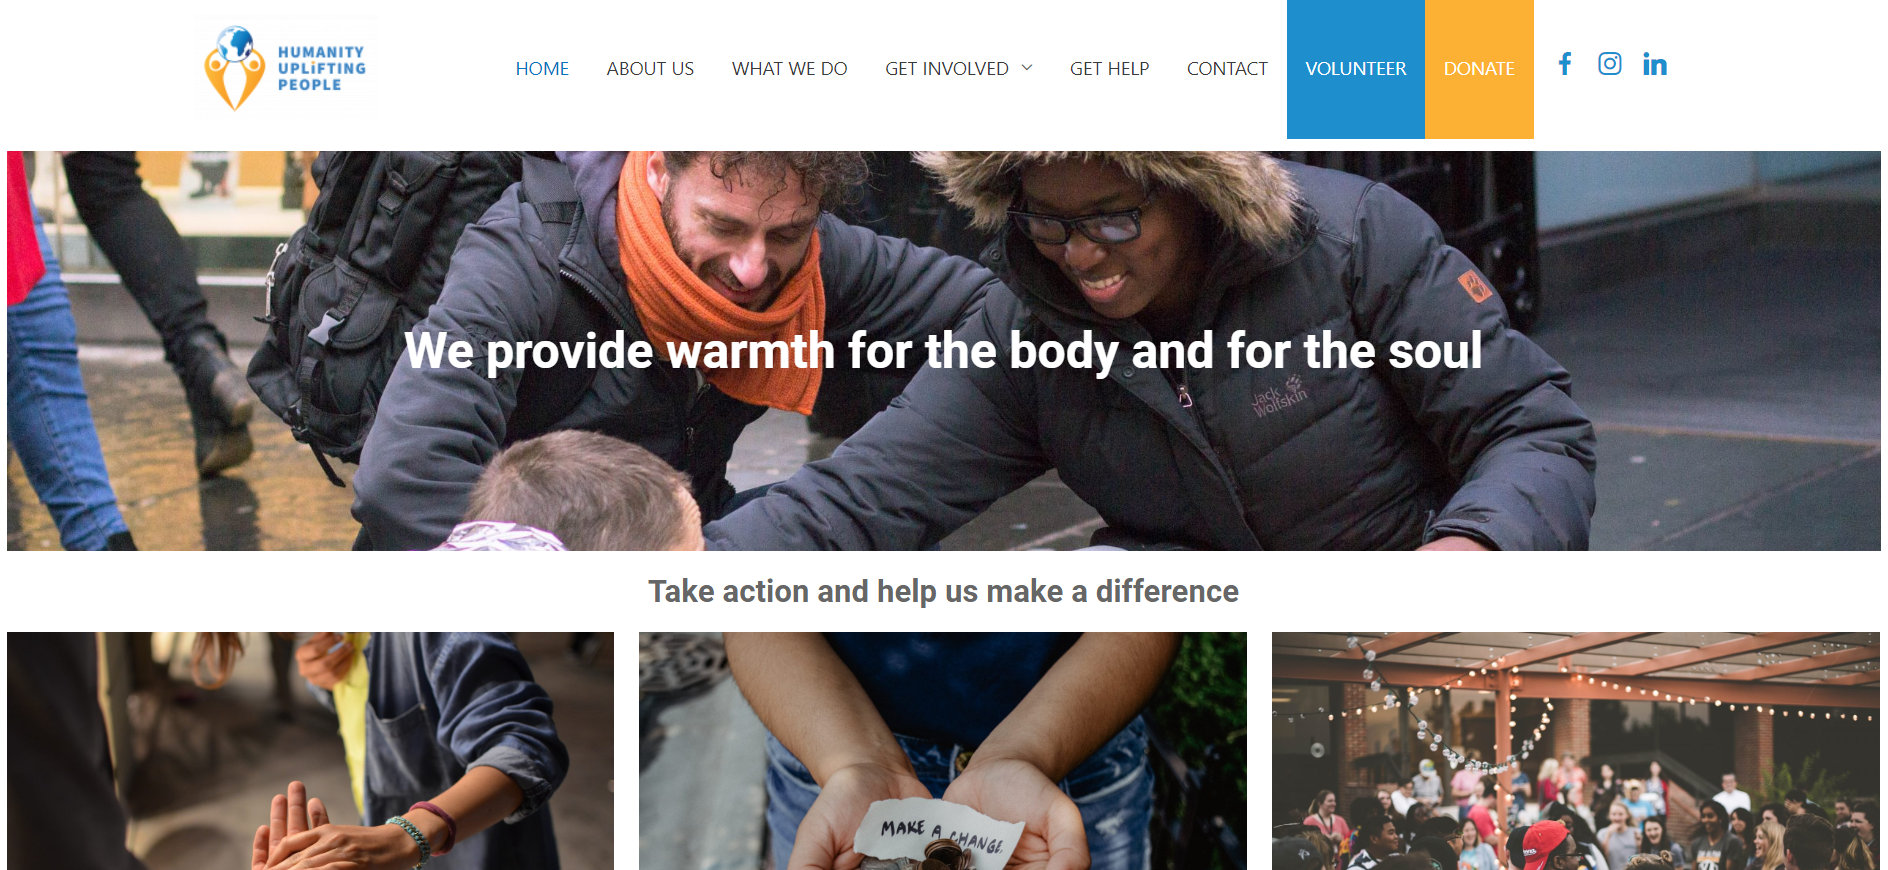 HUMANITY
UPLIFTING
PEOPLE
HOME
ABOUT US
WHAT WE DO
GET INVOLVED
GET HELP
CONTACT
VOLUNTEER
DONATE
We provide warmth for the body and for the soul
Jack
Wolfskin
Take action and help us make a difference
MAKE A CHANGE